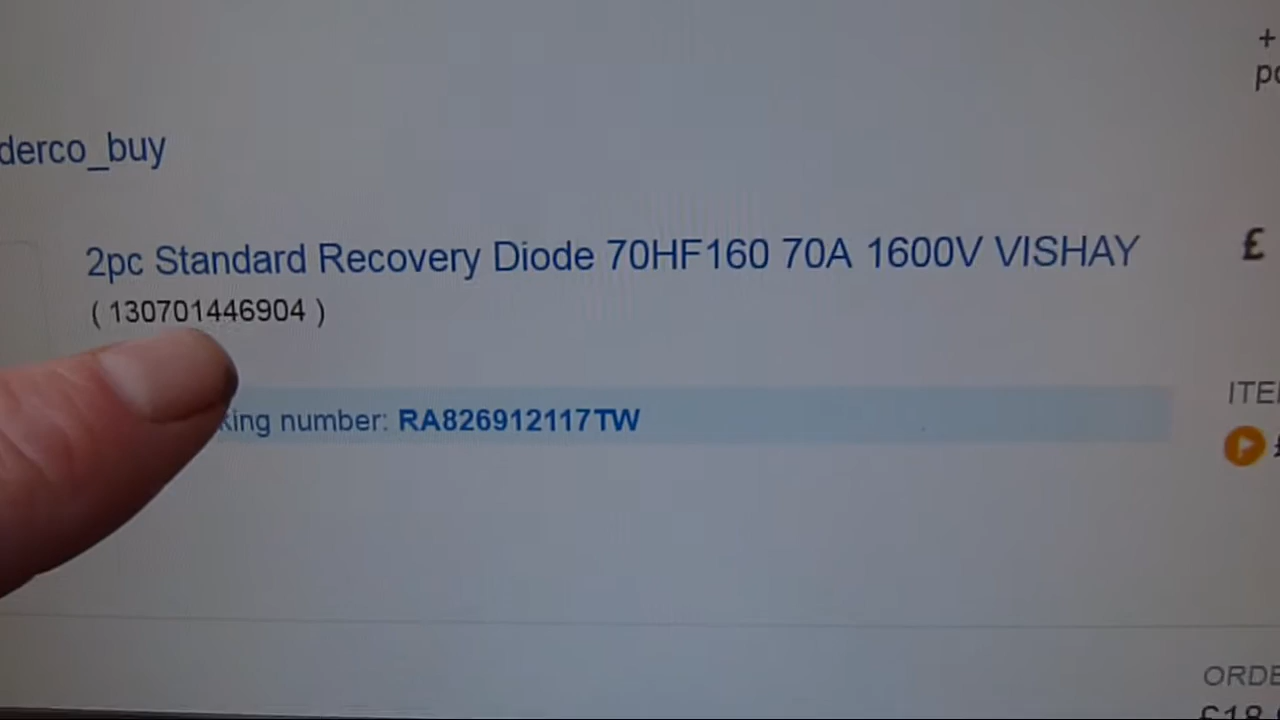 +
derco_buy
2pc Standard Recovery Diode 70HF160 70A 1600V VISHAY
£
( 130701446904 )
king number: RA826912117TW